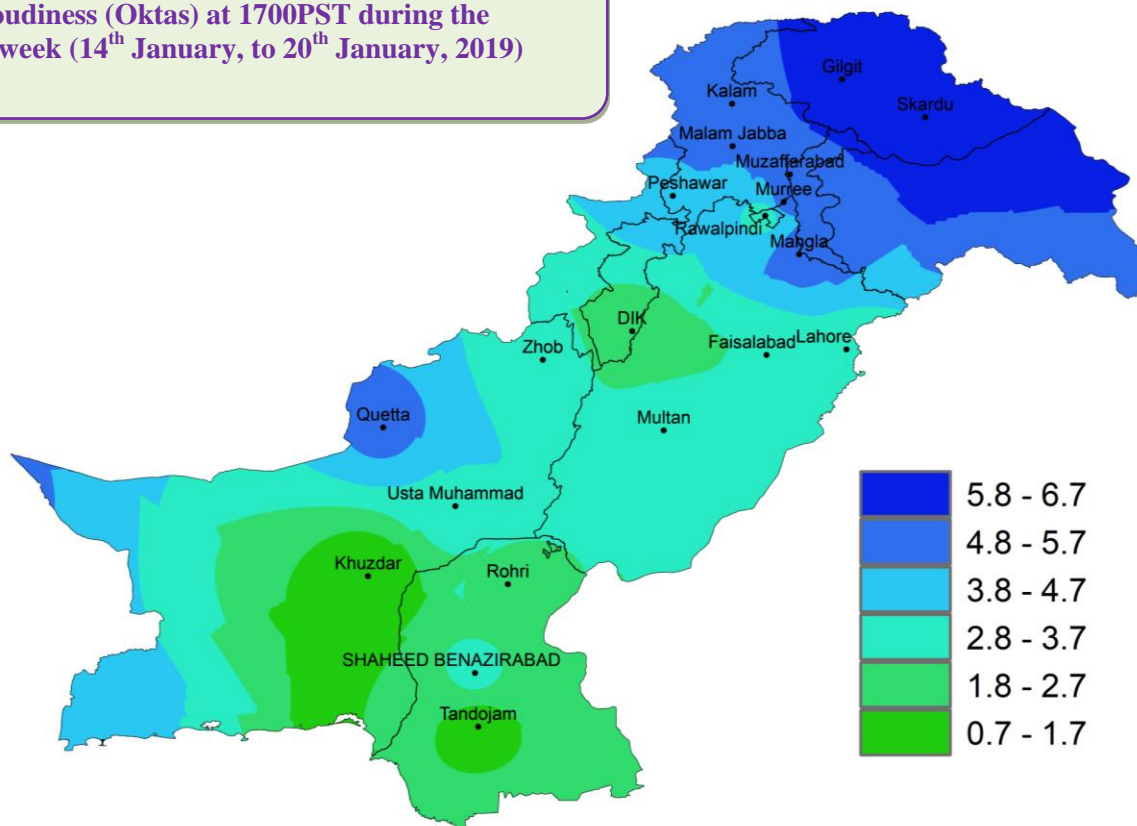 oudiness (Oktas) at 1700PST during the
week (14th January, to 20th January, 2019)
Gilgit
Kalam
Skardu
Malam Jabba
Muzaffarabad
Peshawar
Murree
Rawalpindi
Mangla
DIK
Zhob
Faisalabad
Lahore
Quetta
Multan
Usta Muhammad
Khuzdar
Rohri
SHAHEED BENAZIRABAD
Tandojam
5.8 - 6.7
4.8 - 5.7
3.8 - 4.7
2.8 - 3.7
1.8 - 2.7
0.7 - 1.7